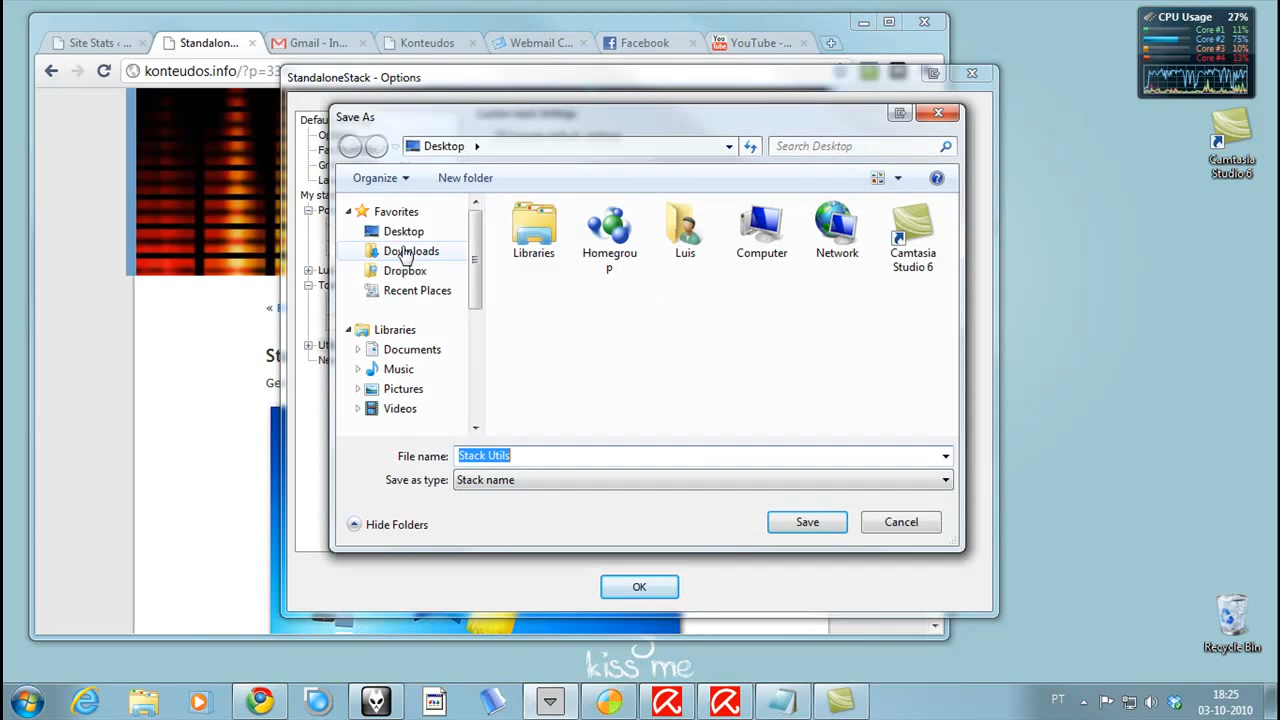 CPU Usage 27%
Core #1 11%
Core #2 75%
Core #3 10%
Core #4 13%
Site Stats ‹ ...
Standalon...
Gmail - In...
Konteudos...
Webmail C...
Facebook
YouTube -...
konteudos.info/?p=33
StandaloneStack - Options
Save As
Desktop
Search Desktop
Organize
New folder
Favorites
Desktop
Downloads
Dropbox
Recent Places
Libraries
Documents
Music
Pictures
Videos
Libraries
Homegrou
p
Luis
Computer
Network
Camtasia
Studio 6
File name: Stack Utils
Save as type: Stack name
Hide Folders
Save
Cancel
OK
Camtasia
Studio 6
Recycle Bin
kiss me
PT
18:25
03-10-2010